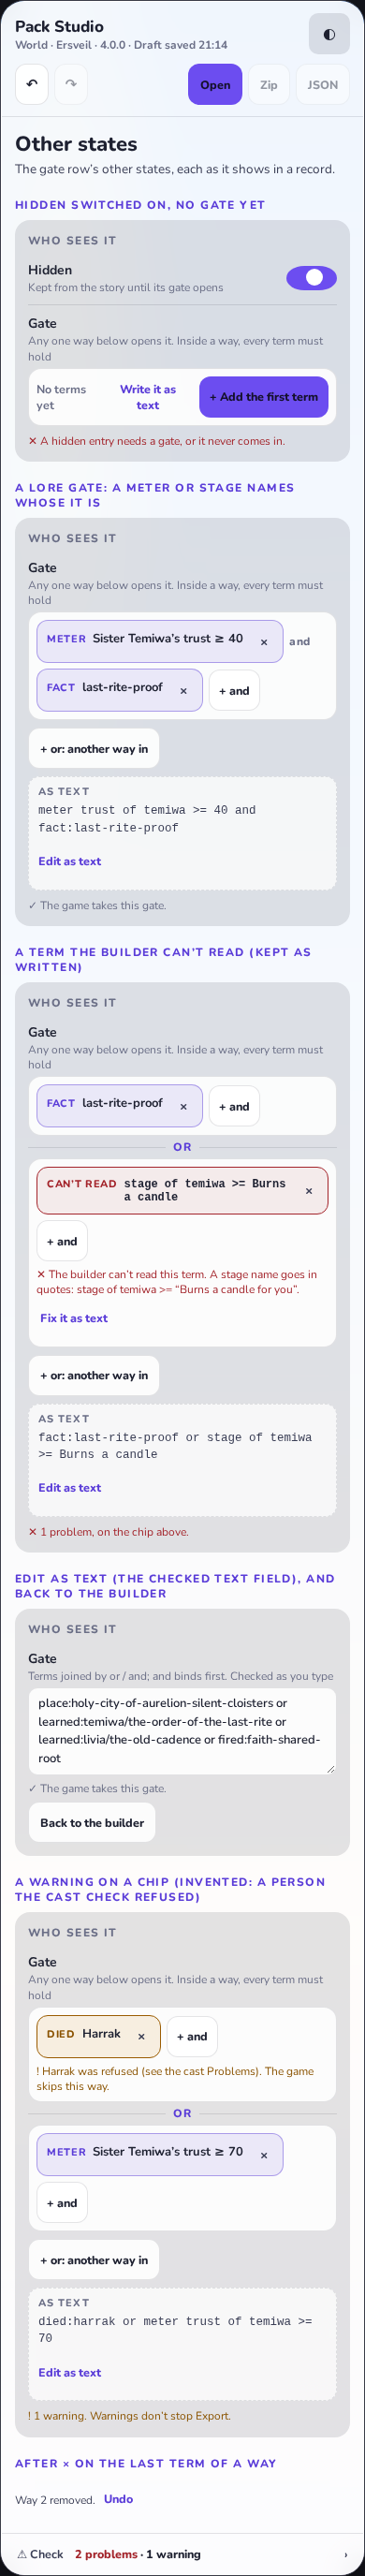 Pack Studio
World · Ersveil · 4.0.0 · Draft saved 21:14
Open Zip JSON
Other states
The gate row's other states, each as it shows in a record.
HIDDEN SWITCHED ON, NO GATE YET
WHO SEES IT
Hidden
Kept from the story until its gate opens
Gate
Any one way below opens it. Inside a way, every term must
hold
No terms
yet
Write it as
text
+ Add the first term
× A hidden entry needs a gate, or it never comes in.
A LORE GATE: A METER OR STAGE NAMES
WHOSE IT IS
WHO SEES IT
Gate
Any one way below opens it. Inside a way, every term must
hold
METER Sister Temiwa's trust ≥ 40 × and
FACT last-rite-proof × + and
+ or: another way in
AS TEXT
meter trust of temiwa >= 40 and
fact:last-rite-proof
Edit as text
✓ The game takes this gate.
A TERM THE BUILDER CAN'T READ (KEPT AS
WRITTEN)
WHO SEES IT
Gate
Any one way below opens it. Inside a way, every term must
hold
FACT last-rite-proof × + and
OR
CAN'T READ stage of temiwa >= Burns
a candle ×
+ and
× The builder can't read this term. A stage name goes in
quotes: stage of temiwa >= “Burns a candle for you”.
Fix it as text
+ or: another way in
AS TEXT
fact:last-rite-proof or stage of temiwa
>= Burns a candle
Edit as text
× 1 problem, on the chip above.
EDIT AS TEXT (THE CHECKED TEXT FIELD), AND
BACK TO THE BUILDER
WHO SEES IT
Gate
Terms joined by or / and; and binds first. Checked as you type
place:holy-city-of-aurelion-silent-cloisters or
learned:temiwa/the-order-of-the-last-rite or
learned:livia/the-old-cadence or fired:faith-shared-
root
✓ The game takes this gate.
Back to the builder
A WARNING ON A CHIP (INVENTED: A PERSON
THE CAST CHECK REFUSED)
WHO SEES IT
Gate
Any one way below opens it. Inside a way, every term must
hold
DIED Harrak × + and
! Harrak was refused (see the cast Problems). The game
skips this way.
OR
METER Sister Temiwa's trust ≥ 70 ×
+ and
+ or: another way in
AS TEXT
died:harrak or meter trust of temiwa >=
70
Edit as text
! 1 warning. Warnings don't stop Export.
AFTER × ON THE LAST TERM OF A WAY
Way 2 removed. Undo
⚠ Check 2 problems · 1 warning ›